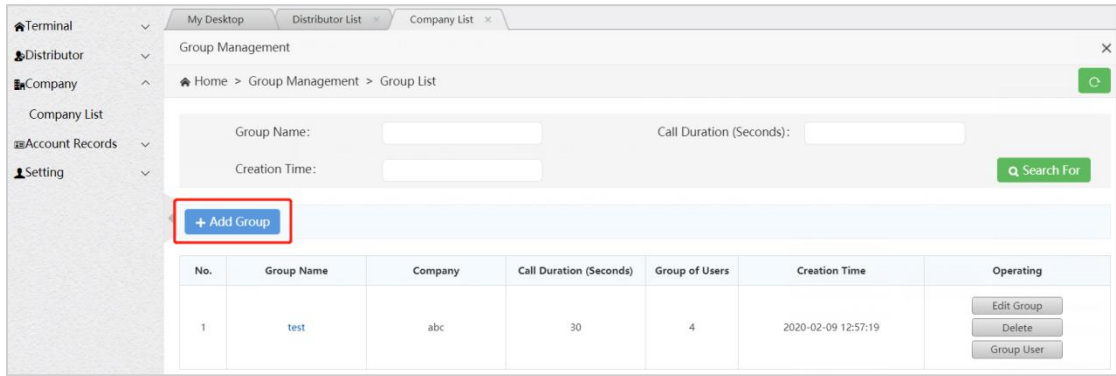 Terminal
Distributor
Company
Company List
Account Records
Setting
My Desktop Distributor List × Company List ×
Group Management ×
Home > Group Management > Group List
Group Name: Call Duration (Seconds):
Creation Time: Search For
+ Add Group
No. Group Name Company Call Duration (Seconds) Group of Users Creation Time Operating
1 test abc 30 4 2020-02-09 12:57:19 Edit Group
Delete
Group User